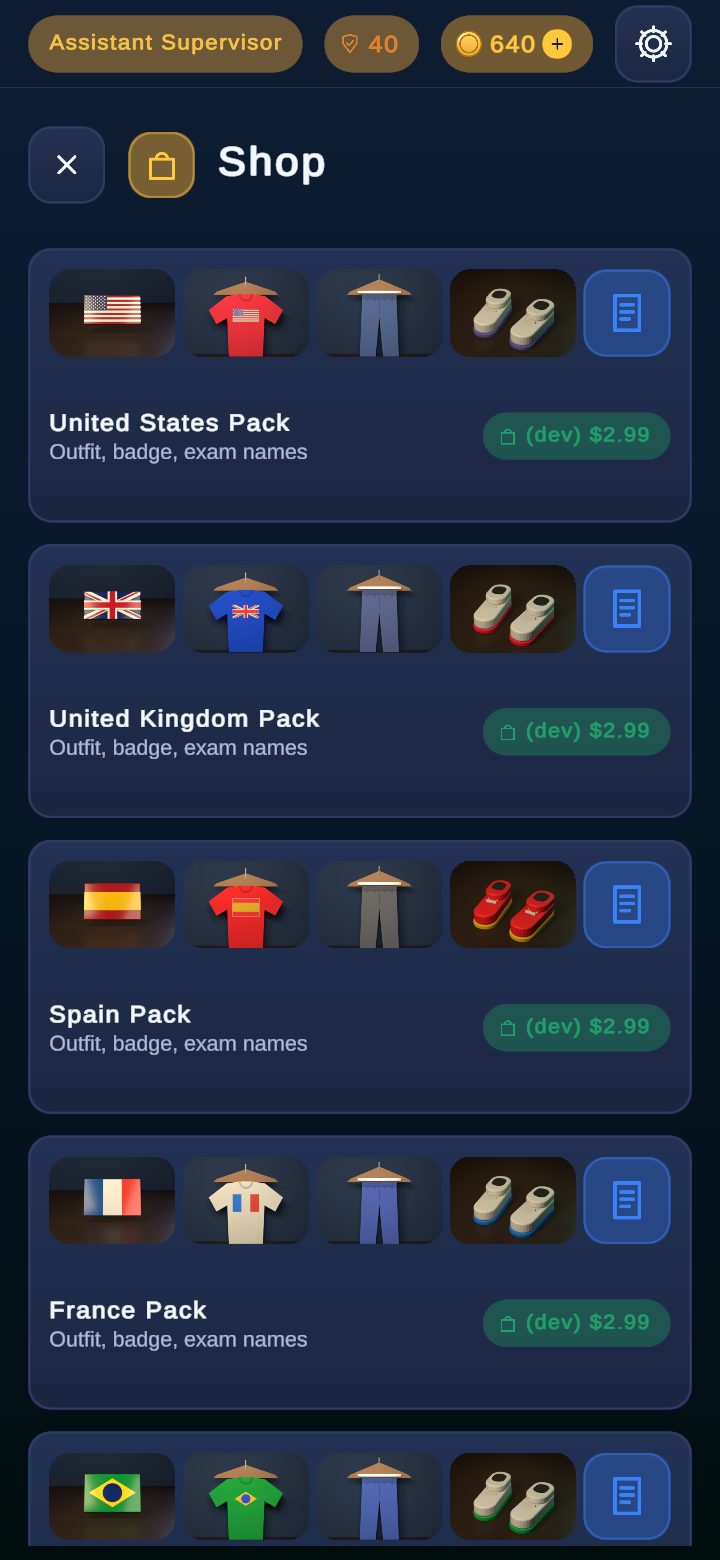 Assistant Supervisor
40
640 +
Shop
United States Pack
Outfit, badge, exam names
(dev) $2.99
United Kingdom Pack
Outfit, badge, exam names
(dev) $2.99
Spain Pack
Outfit, badge, exam names
(dev) $2.99
France Pack
Outfit, badge, exam names
(dev) $2.99